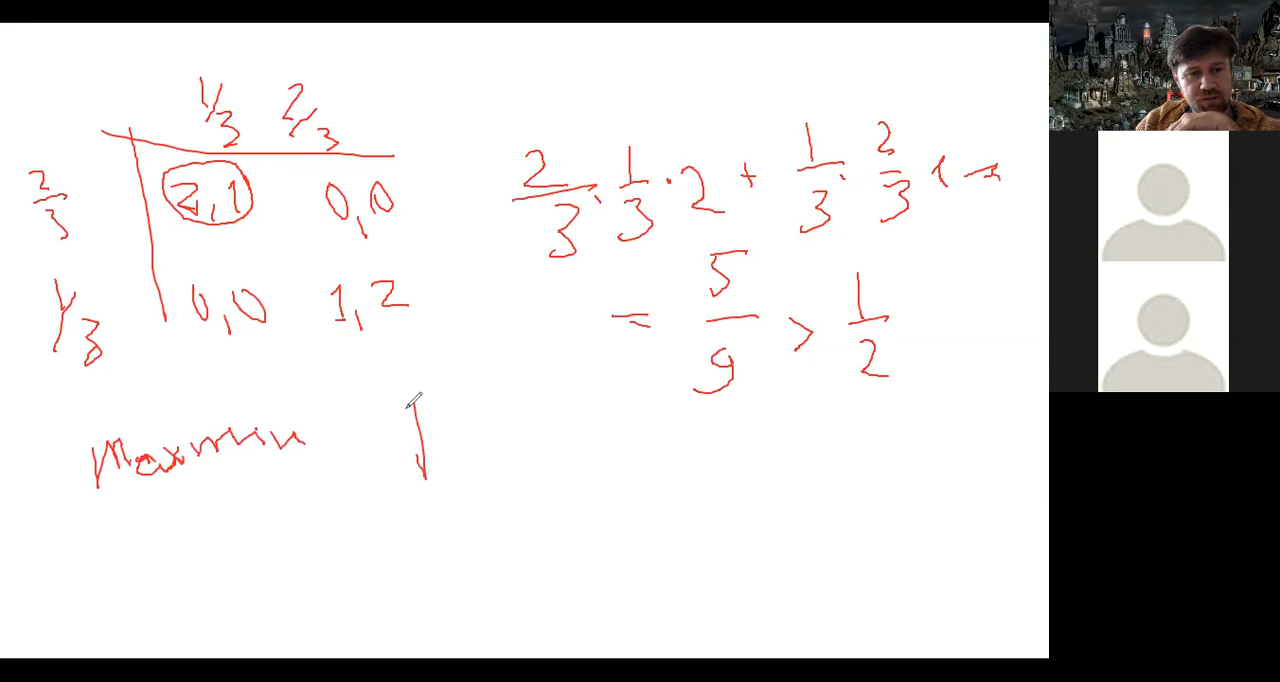 1/3 2/3
2/3 2,1 0,0
1/3 0,0 1,2
2/3 · 1/3 · 2 + 1/3 · 2/3 1 =
= 5/9 > 1/2
Maxmin